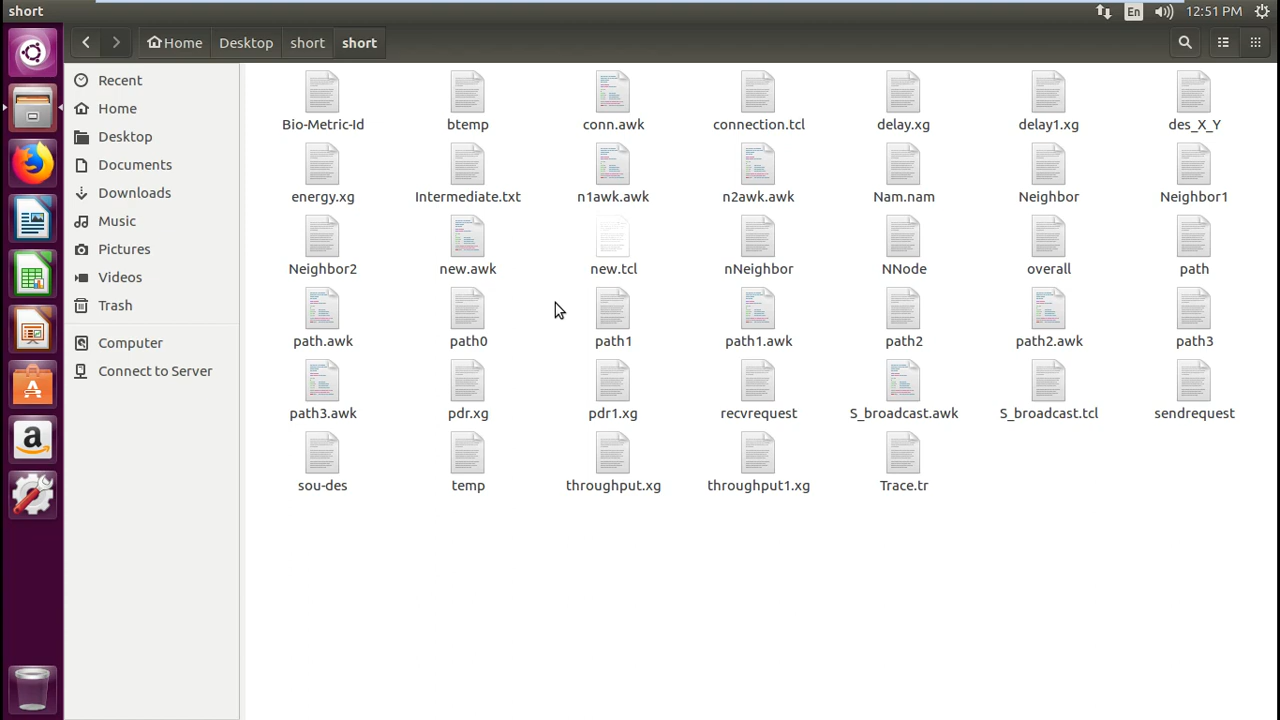 short
En
12:51 PM
Home Desktop short short
Recent
Home
Desktop
Documents
Downloads
Music
Pictures
Videos
Trash
Computer
Connect to Server
Bio-Metric-Id btemp conn.awk connection.tcl delay.xg delay1.xg des_X_Y
energy.xg Intermediate.txt n1awk.awk n2awk.awk Nam.nam Neighbor Neighbor1
Neighbor2 new.awk new.tcl nNeighbor NNode overall path
path.awk path0 path1 path1.awk path2 path2.awk path3
path3.awk pdr.xg pdr1.xg recvrequest S_broadcast.awk S_broadcast.tcl sendrequest
sou-des temp throughput.xg throughput1.xg Trace.tr